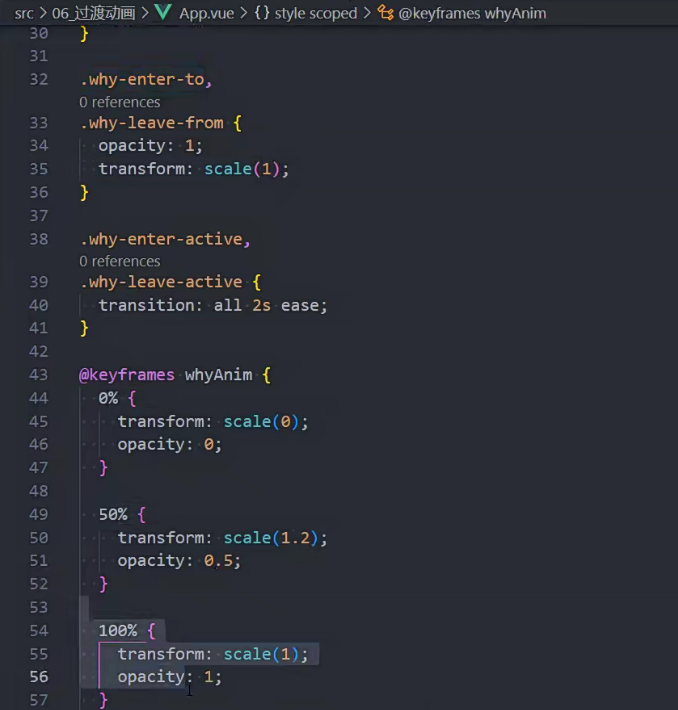 src > 06_过渡动画 > App.vue > {} style scoped > @keyframes whyAnim
30 }
31
32 .why-enter-to,
0 references
33 .why-leave-from {
34 opacity: 1;
35 transform: scale(1);
36 }
37
38 .why-enter-active,
0 references
39 .why-leave-active {
40 transition: all 2s ease;
41 }
42
43 @keyframes whyAnim {
44 0% {
45 transform: scale(0);
46 opacity: 0;
47 }
48
49 50% {
50 transform: scale(1.2);
51 opacity: 0.5;
52 }
53
54 100% {
55 transform: scale(1);
56 opacity: 1;
57 }